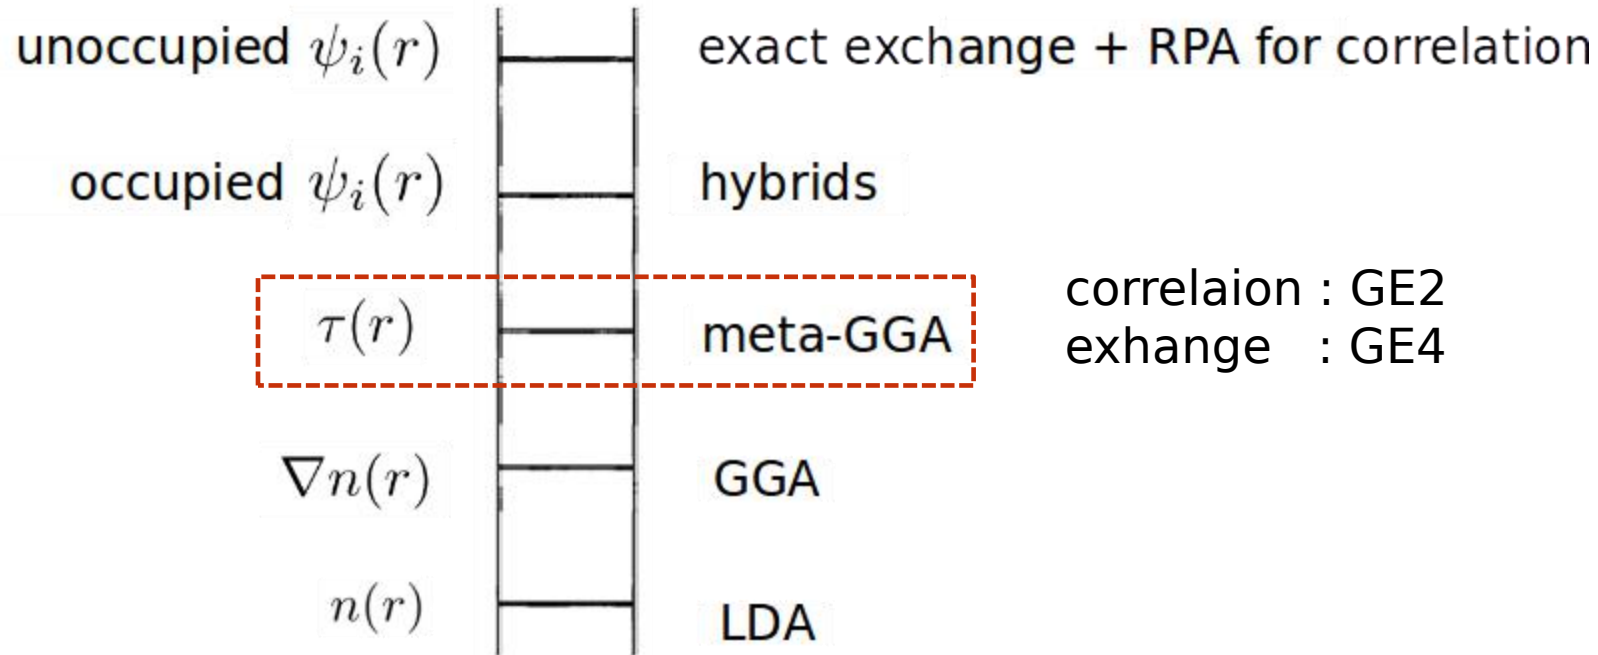 unoccupied ψᵢ(r) exact exchange + RPA for correlation
occupied ψᵢ(r) hybrids
τ(r) meta-GGA
correlaion : GE2
exhange : GE4
∇n(r) GGA
n(r) LDA